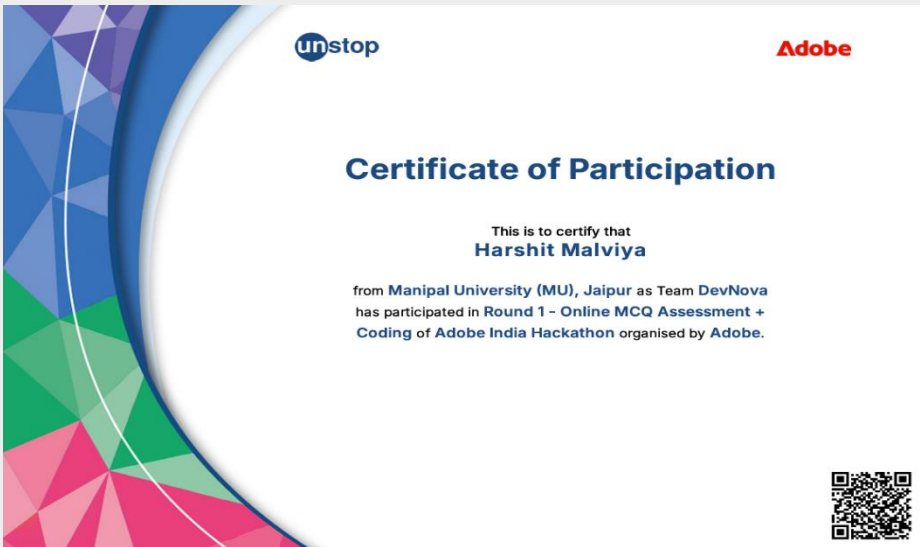 unstop
Adobe
Certificate of Participation
This is to certify that
Harshit Malviya
from Manipal University (MU), Jaipur as Team DevNova
has participated in Round 1 - Online MCQ Assessment +
Coding of Adobe India Hackathon organised by Adobe.